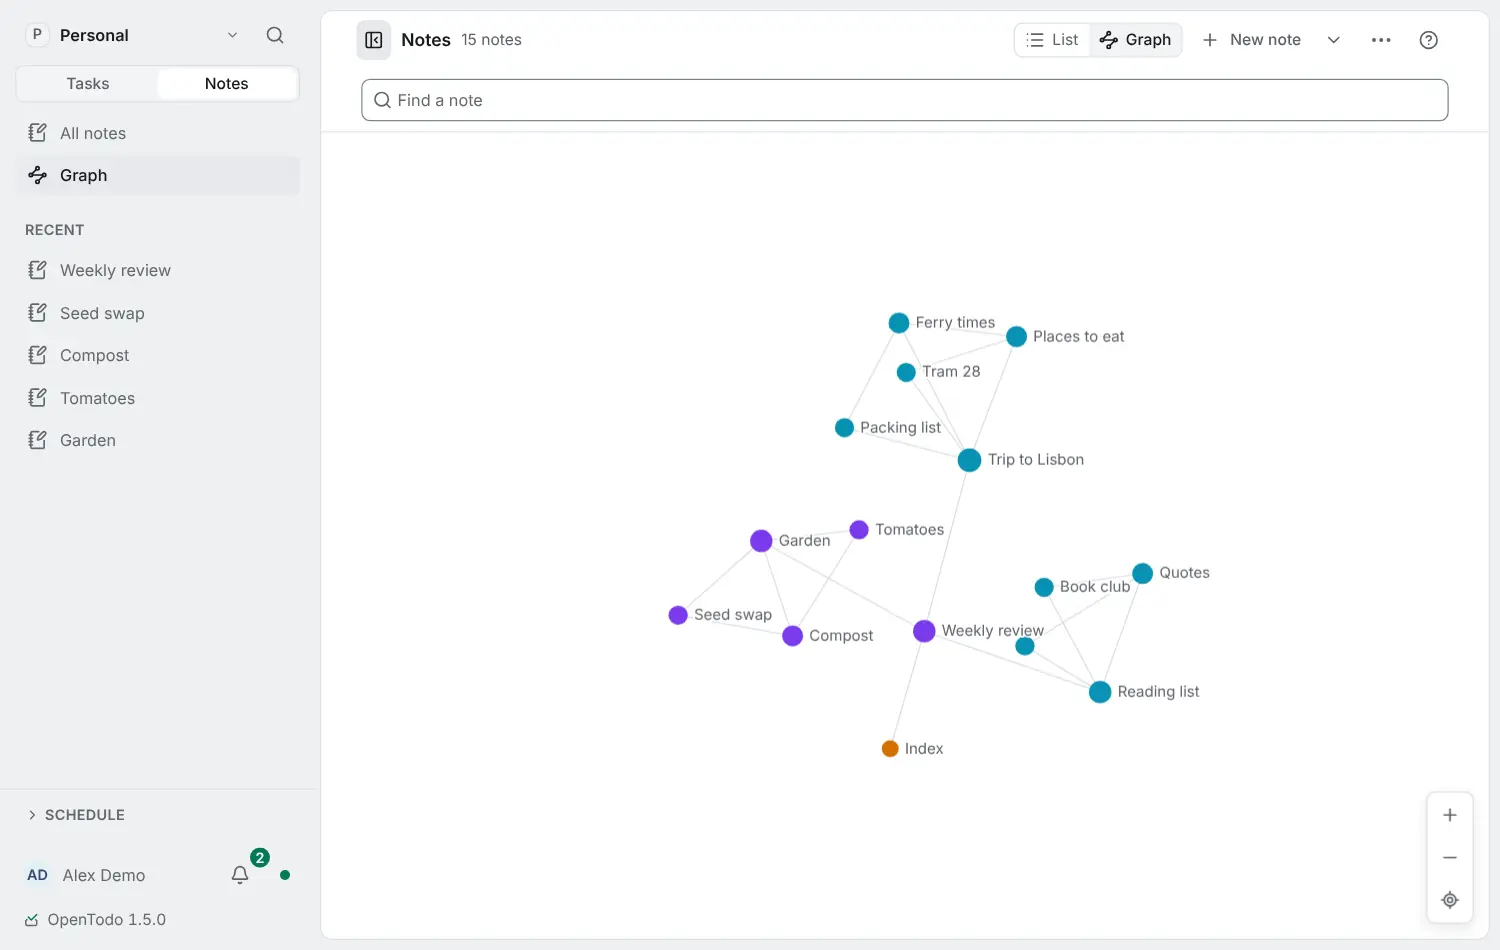 P Personal
Tasks
Notes
All notes
Graph
RECENT
Weekly review
Seed swap
Compost
Tomatoes
Garden
SCHEDULE
2
AD Alex Demo
OpenTodo 1.5.0
Notes 15 notes
List
Graph
New note
Find a note
Ferry times
Places to eat
Tram 28
Packing list
Trip to Lisbon
Tomatoes
Garden
Quotes
Book club
Seed swap
Weekly review
Compost
Reading list
Index